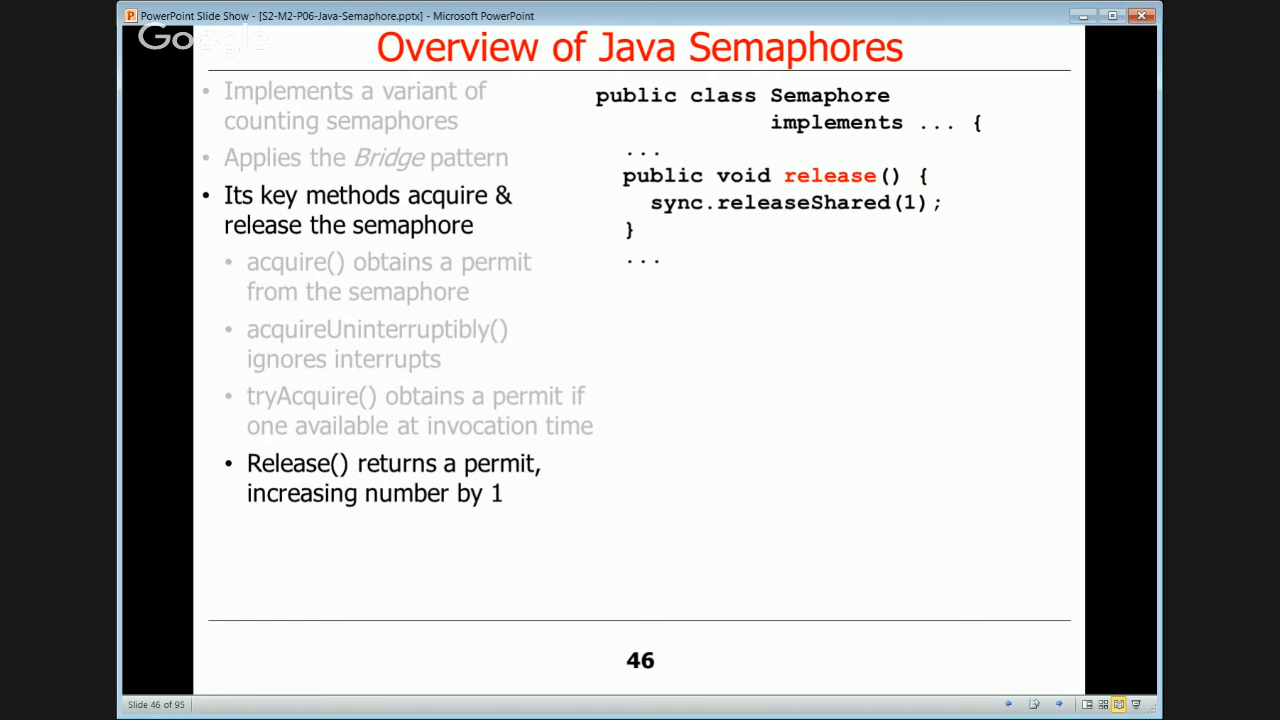 PowerPoint Slide Show - [S2-M2-P06-Java-Semaphore.pptx] - Microsoft PowerPoint
Google
Overview of Java Semaphores
• Implements a variant of
counting semaphores
• Applies the Bridge pattern
• Its key methods acquire &
release the semaphore
• acquire() obtains a permit
from the semaphore
• acquireUninterruptibly()
ignores interrupts
• tryAcquire() obtains a permit if
one available at invocation time
• Release() returns a permit,
increasing number by 1
public class Semaphore
implements ... {
...
public void release() {
sync.releaseShared(1);
}
...
46
Slide 46 of 95